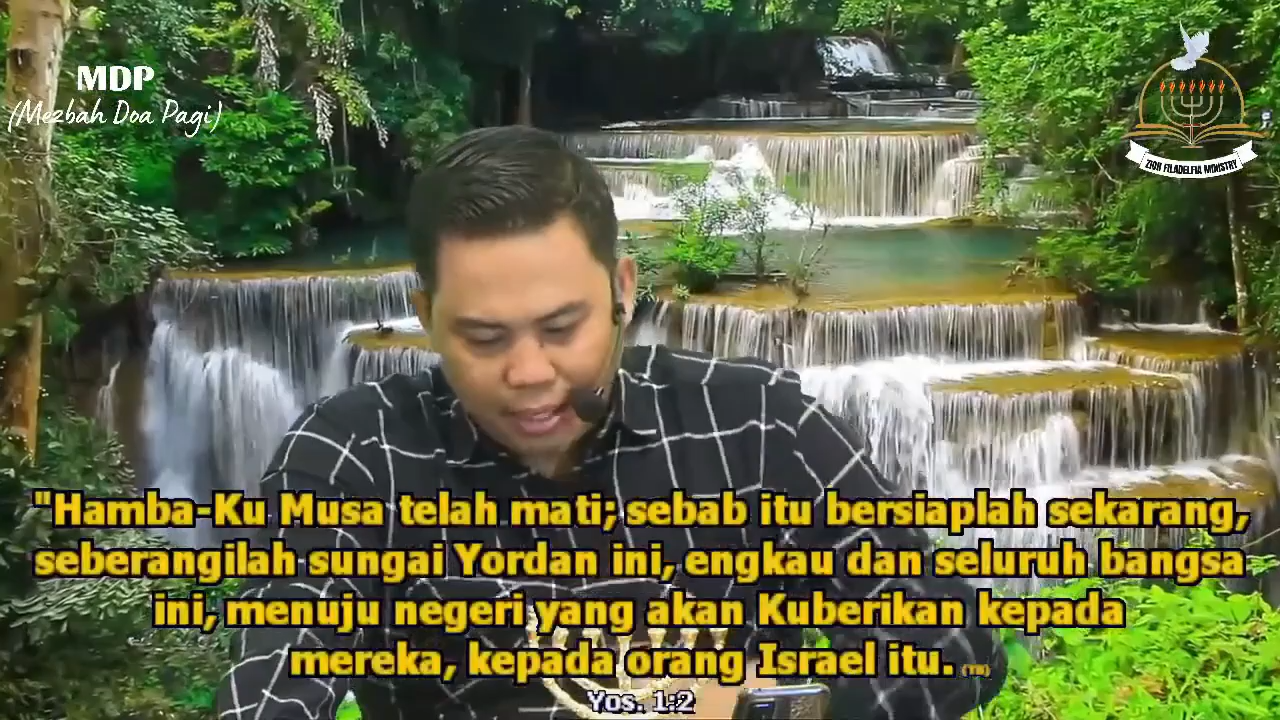 MDP
(Mezbah Doa Pagi)
ZION FILADELFIA MINISTRY
"Hamba-Ku Musa telah mati; sebab itu bersiaplah sekarang,
seberangilah sungai Yordan ini, engkau dan seluruh bangsa
ini, menuju negeri yang akan Kuberikan kepada
mereka, kepada orang Israel itu. (TB)
Yos. 1:2